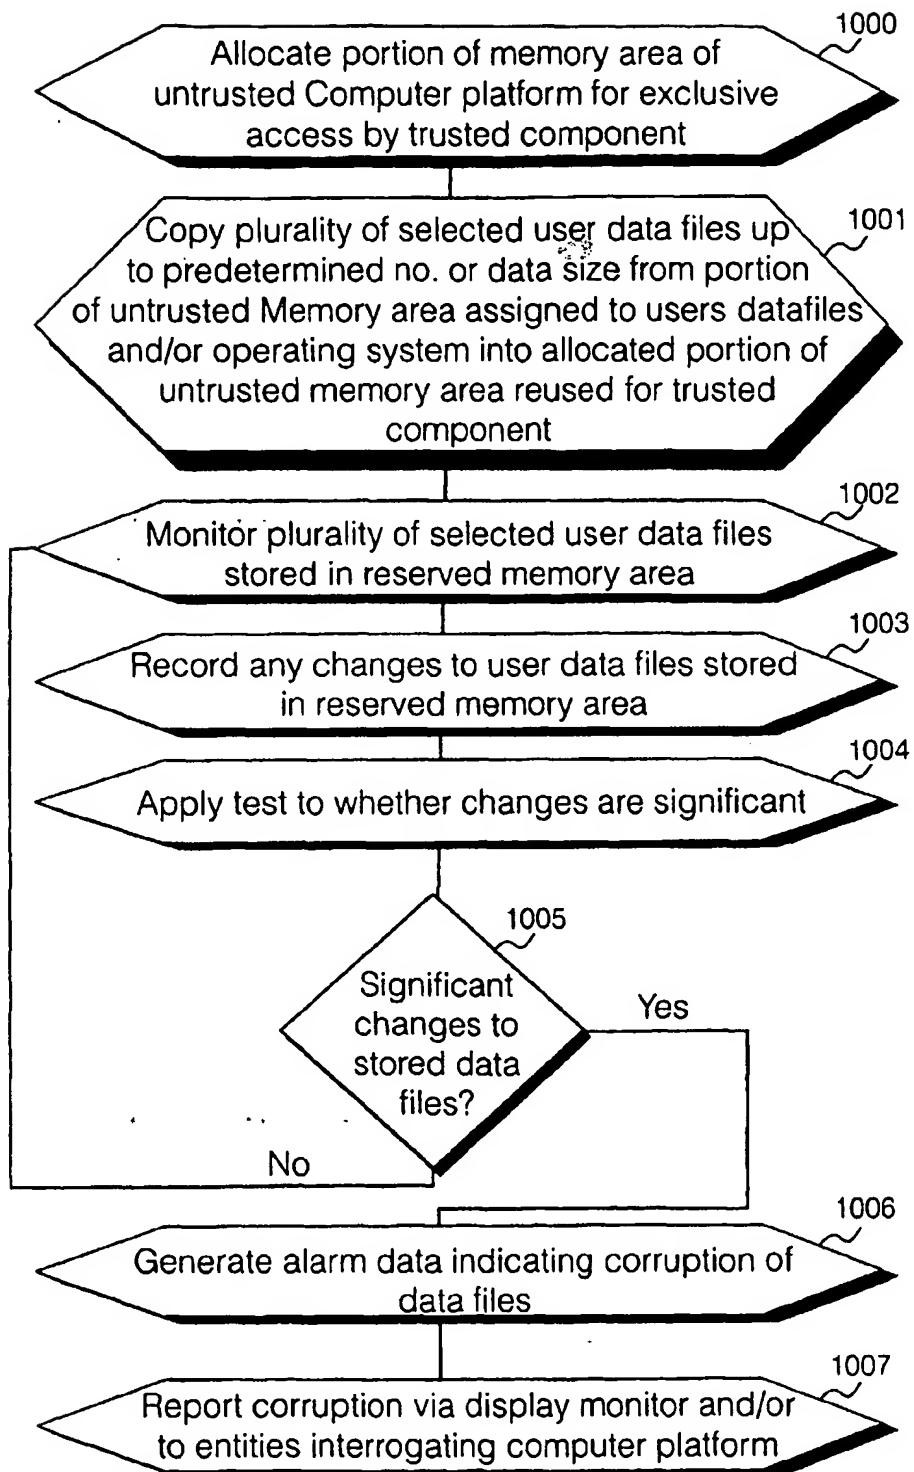 1000
Allocate portion of memory area of
untrusted Computer platform for exclusive
access by trusted component
1001
Copy plurality of selected user data files up
to predetermined no. or data size from portion
of untrusted Memory area assigned to users datafiles
and/or operating system into allocated portion of
untrusted memory area reused for trusted
component
1002
Monitor plurality of selected user data files
stored in reserved memory area
1003
Record any changes to user data files stored
in reserved memory area
1004
Apply test to whether changes are significant
1005
Significant
changes to
stored data
files?
Yes
No
1006
Generate alarm data indicating corruption of
data files
1007
Report corruption via display monitor and/or
to entities interrogating computer platform